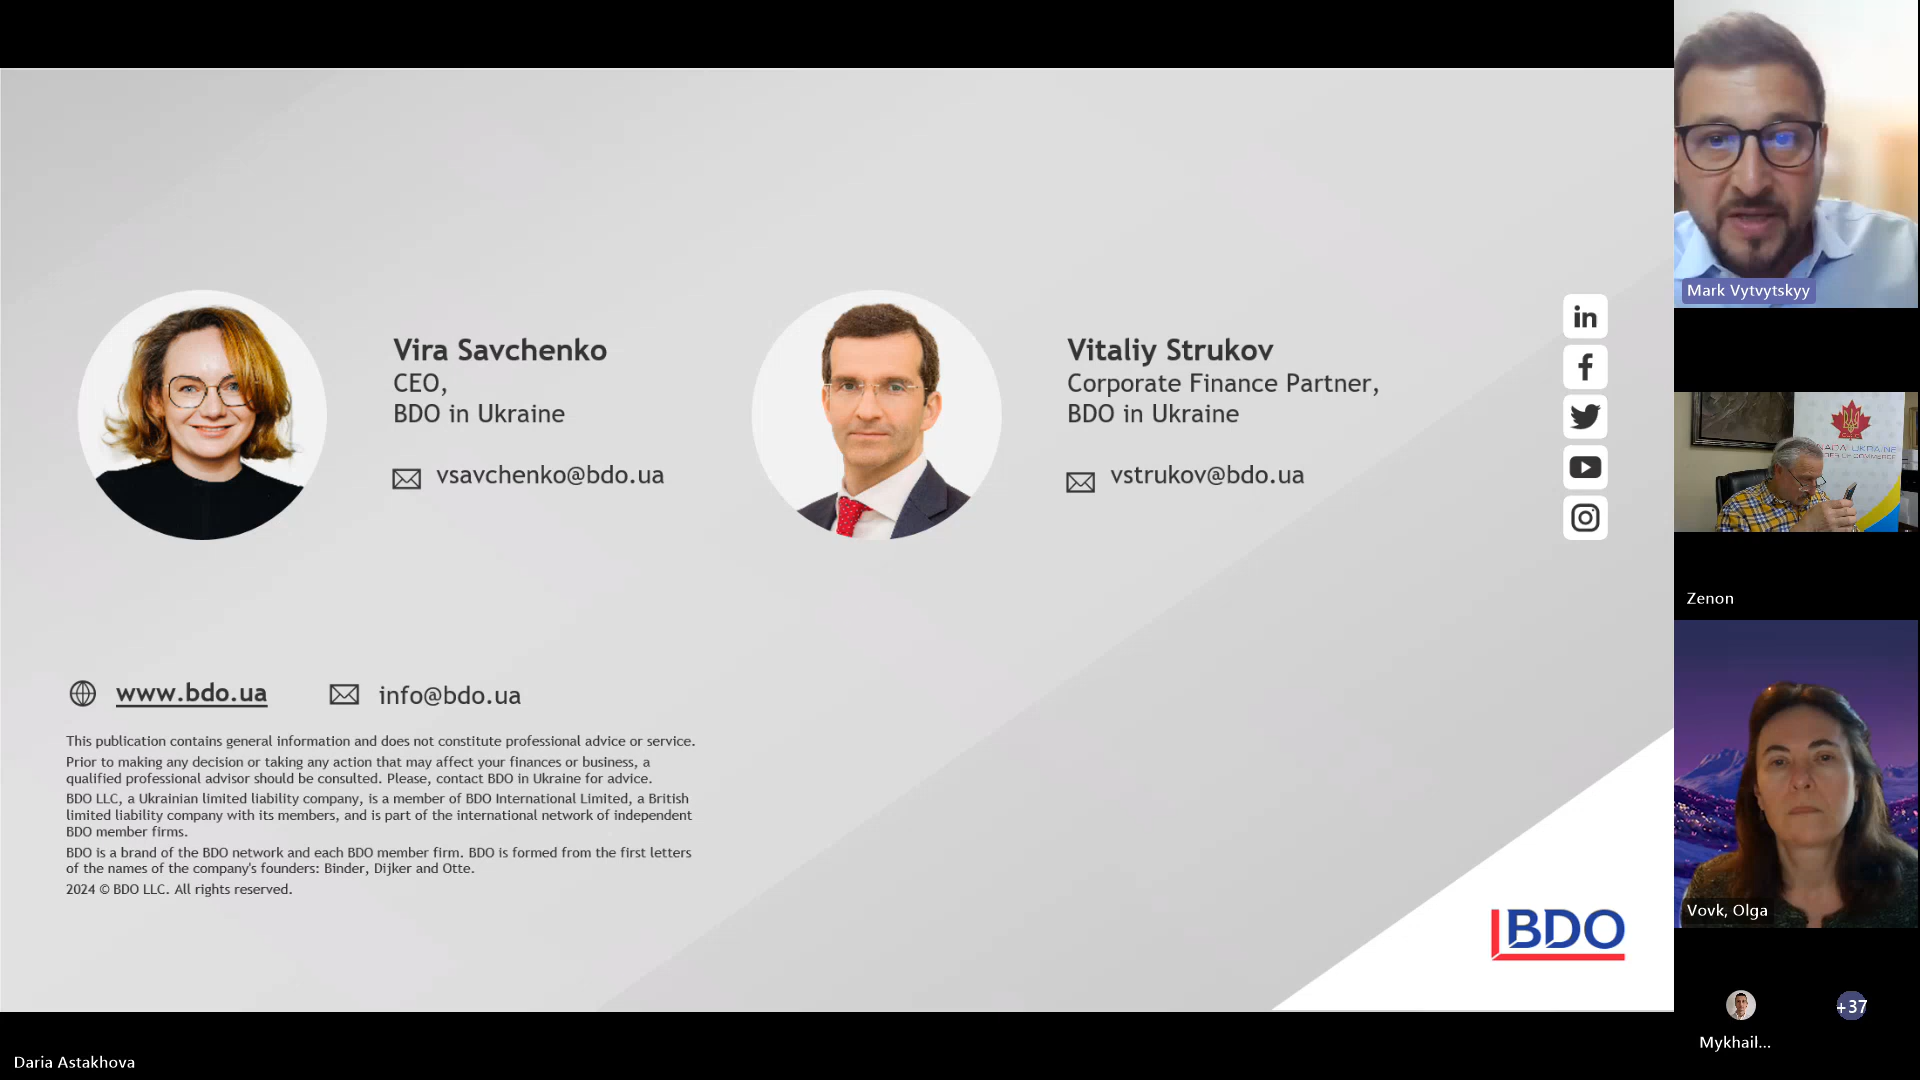 Vira Savchenko
CEO,
BDO in Ukraine
vsavchenko@bdo.ua
Vitaliy Strukov
Corporate Finance Partner,
BDO in Ukraine
vstrukov@bdo.ua
www.bdo.ua
info@bdo.ua
This publication contains general information and does not constitute professional advice or service.
Prior to making any decision or taking any action that may affect your finances or business, a
qualified professional advisor should be consulted. Please, contact BDO in Ukraine for advice.
BDO LLC, a Ukrainian limited liability company, is a member of BDO International Limited, a British
limited liability company with its members, and is part of the international network of independent
BDO member firms.
BDO is a brand of the BDO network and each BDO member firm. BDO is formed from the first letters
of the names of the company's founders: Binder, Dijker and Otte.
2024 © BDO LLC. All rights reserved.
in
BDO
Daria Astakhova
Mark Vytvytskyy
Zenon
Vovk, Olga
Mykhail...
+37